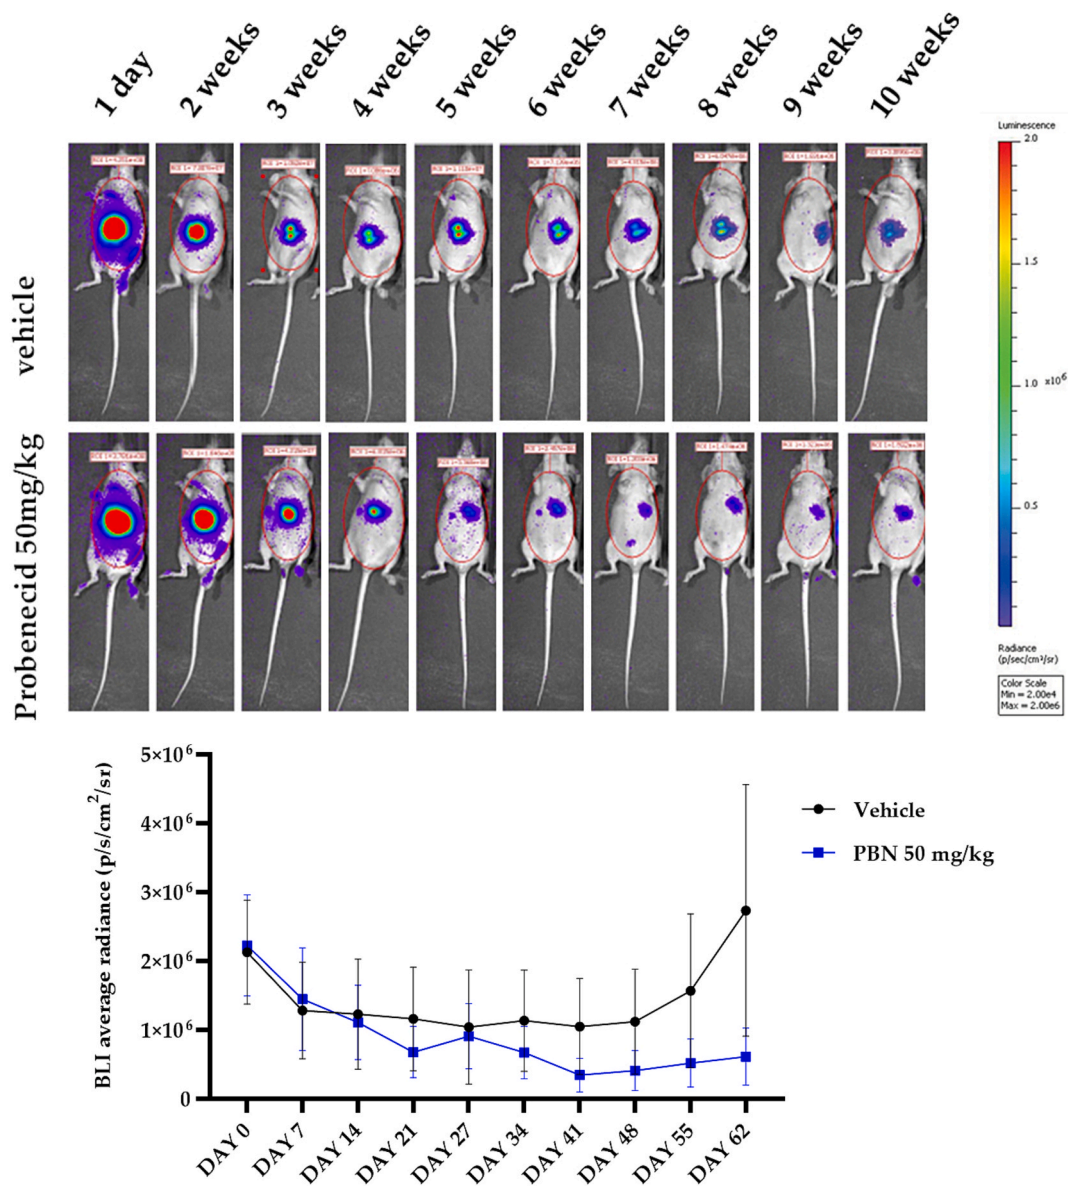 1 day
2 weeks
3 weeks
4 weeks
5 weeks
6 weeks
7 weeks
8 weeks
9 weeks
10 weeks
vehicle
Probenecid 50mg/kg
Luminescence
2.0
1.5
1.0 x10⁶
0.5
Radiance
(p/sec/cm²/sr)
Color Scale
Min = 2.00e4
Max = 2.00e6
BLI average radiance (p/s/cm²/sr)
5×10⁶
4×10⁶
3×10⁶
2×10⁶
1×10⁶
0
DAY 0
DAY 7
DAY 14
DAY 21
DAY 27
DAY 34
DAY 41
DAY 48
DAY 55
DAY 62
Vehicle
PBN 50 mg/kg